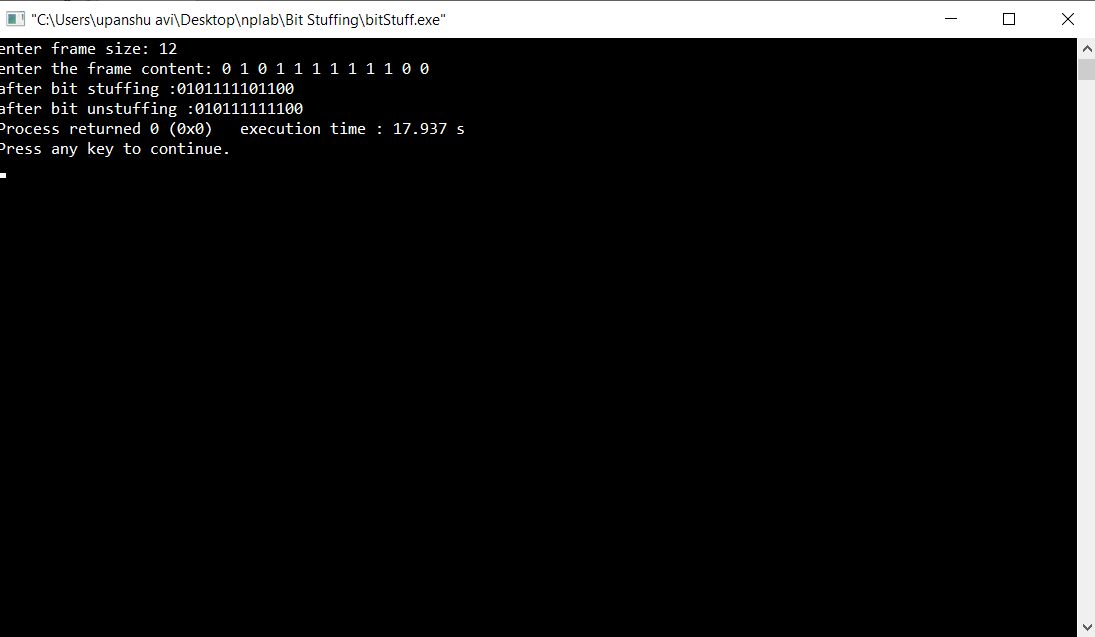 "C:\Users\upanshu avi\Desktop\nplab\Bit Stuffing\bitStuff.exe"
enter frame size: 12
enter the frame content: 0 1 0 1 1 1 1 1 1 1 0 0
after bit stuffing :0101111101100
after bit unstuffing :010111111100
Process returned 0 (0x0)   execution time : 17.937 s
Press any key to continue.